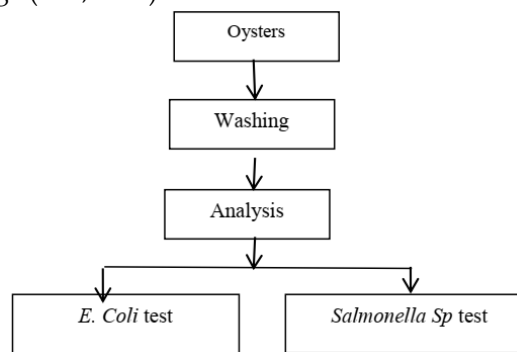 Oysters
Washing
Analysis
E. Coli test
Salmonella Sp test